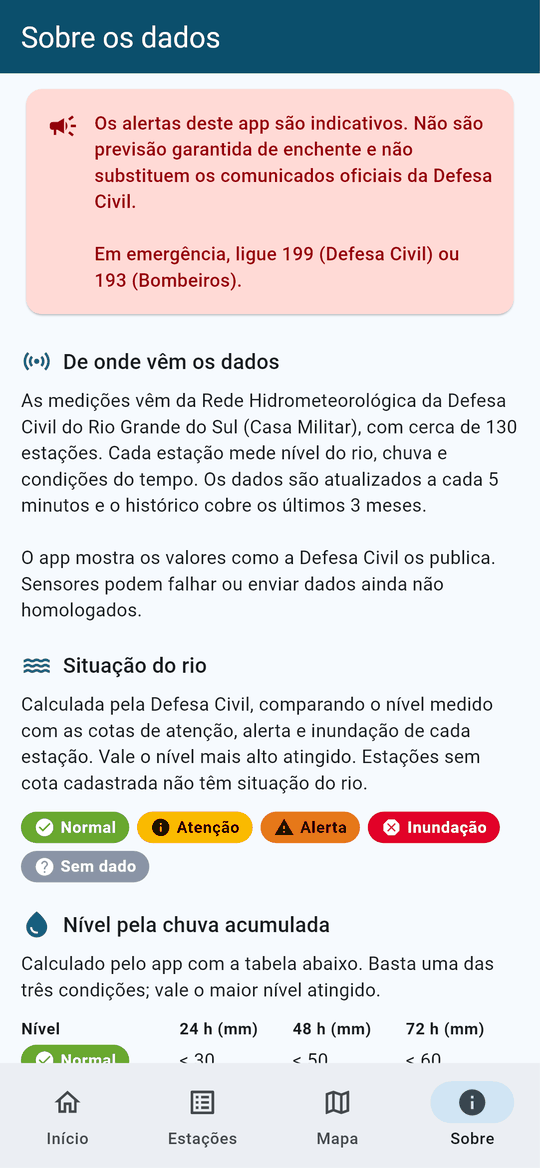 Sobre os dados
Os alertas deste app são indicativos. Não são
previsão garantida de enchente e não
substituem os comunicados oficiais da Defesa
Civil.
Em emergência, ligue 199 (Defesa Civil) ou
193 (Bombeiros).
De onde vêm os dados
As medições vêm da Rede Hidrometeorológica da Defesa
Civil do Rio Grande do Sul (Casa Militar), com cerca de 130
estações. Cada estação mede nível do rio, chuva e
condições do tempo. Os dados são atualizados a cada 5
minutos e o histórico cobre os últimos 3 meses.
O app mostra os valores como a Defesa Civil os publica.
Sensores podem falhar ou enviar dados ainda não
homologados.
Situação do rio
Calculada pela Defesa Civil, comparando o nível medido
com as cotas de atenção, alerta e inundação de cada
estação. Vale o nível mais alto atingido. Estações sem
cota cadastrada não têm situação do rio.
Normal Atenção Alerta Inundação
Sem dado
Nível pela chuva acumulada
Calculado pelo app com a tabela abaixo. Basta uma das
três condições; vale o maior nível atingido.
Nível 24 h (mm) 48 h (mm) 72 h (mm)
Normal < 30 < 50 < 60
Início Estações Mapa Sobre